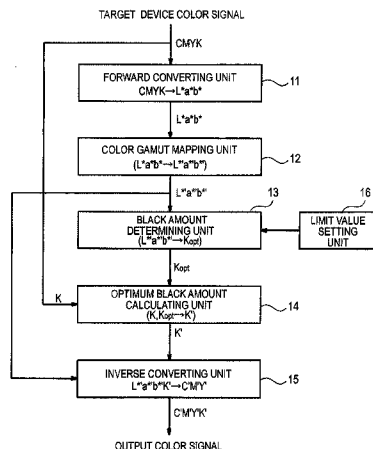 TARGET DEVICE COLOR SIGNAL
CMYK
FORWARD CONVERTING UNIT
CMYK→L*a*b*
11
L*a*b*
COLOR GAMUT MAPPING UNIT
(L*a*b*→L*'a*'b*')
12
L*'a*'b*'
13
16
BLACK AMOUNT
DETERMINING UNIT
(L*'a*'b*'→Kopt)
LIMIT VALUE
SETTING
UNIT
Kopt
K
OPTIMUM BLACK AMOUNT
CALCULATING UNIT
(K,Kopt→K')
14
K'
INVERSE CONVERTING UNIT
L*'a*'b*'K'→C'M'Y'
15
C'M'Y'K'
OUTPUT COLOR SIGNAL